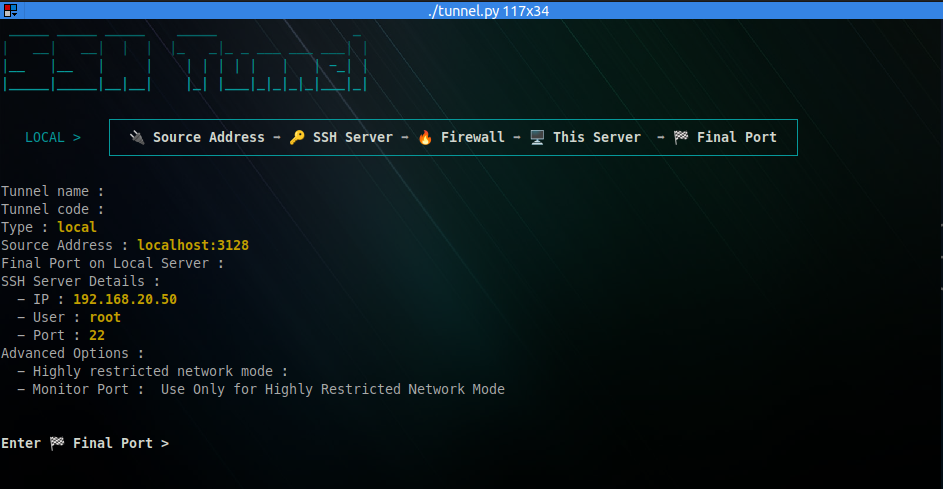 ./tunnel.py 117x34
SSH Tunnel
LOCAL > 🔌 Source Address → 🔑 SSH Server → 🔥 Firewall → 🖥️ This Server → 🏁 Final Port
Tunnel name :
Tunnel code :
Type : local
Source Address : localhost:3128
Final Port on Local Server :
SSH Server Details :
– IP : 192.168.20.50
– User : root
– Port : 22
Advanced Options :
– Highly restricted network mode :
– Monitor Port :  Use Only for Highly Restricted Network Mode
Enter 🏁 Final Port >